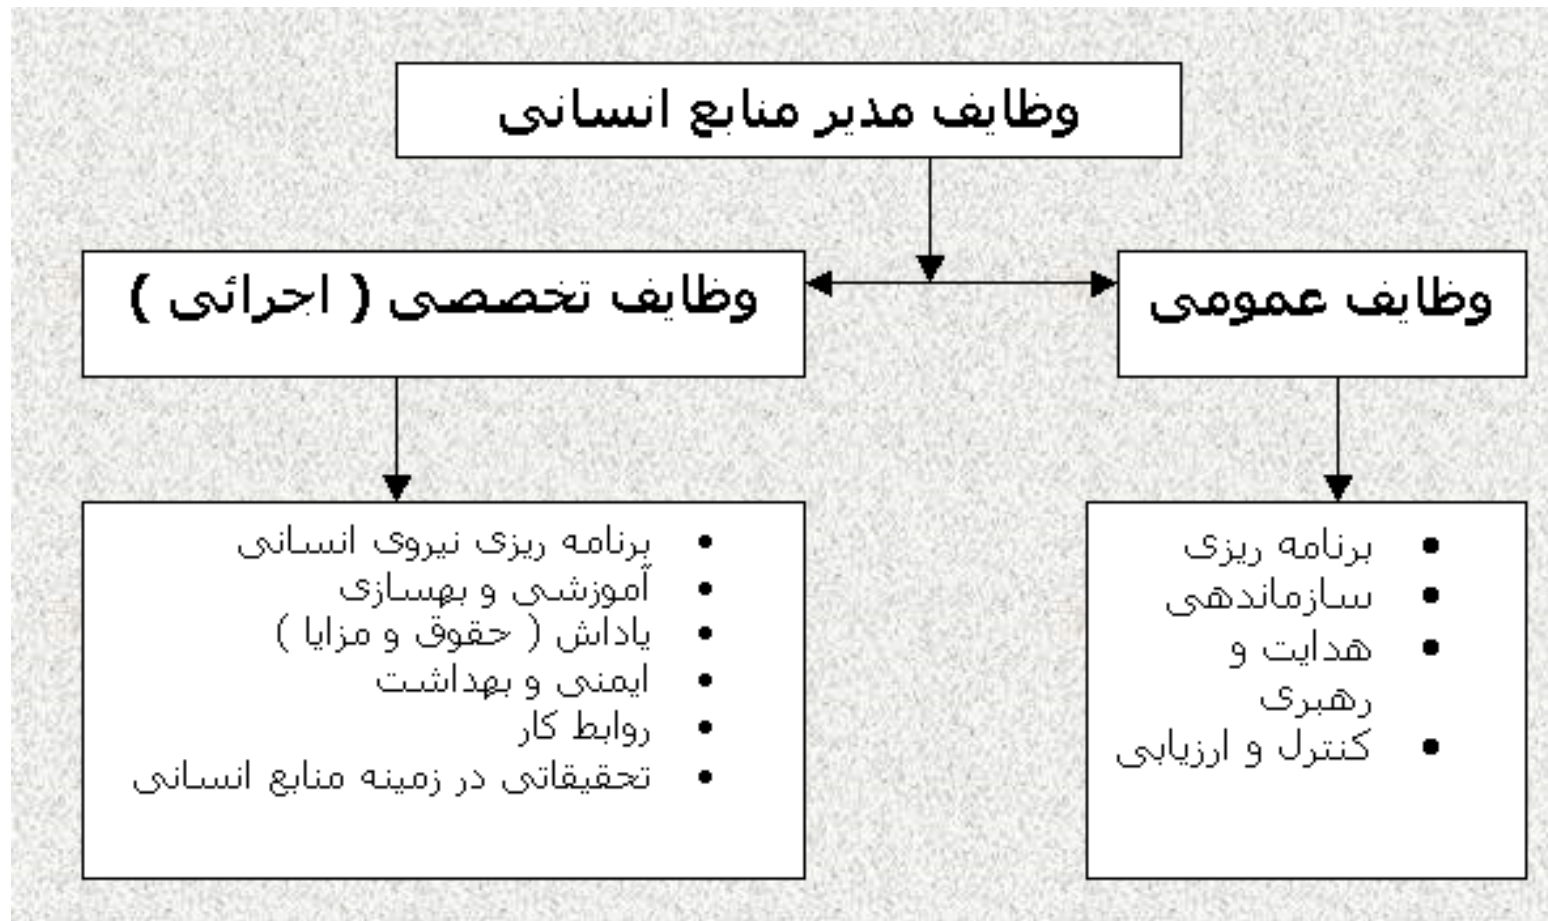 وظایف مدیر منابع انسانی
وظایف عمومی
وظایف تخصصی ( اجرائی )
• برنامه ریزی
• سازماندهی
• هدایت و
رهبری
• کنترل و ارزیابی
• برنامه ریزی نیروی انسانی
• آموزشی و بهسازی
• پاداش ( حقوق و مزایا )
• ایمنی و بهداشت
• روابط کار
• تحقیقاتی در زمینه منابع انسانی